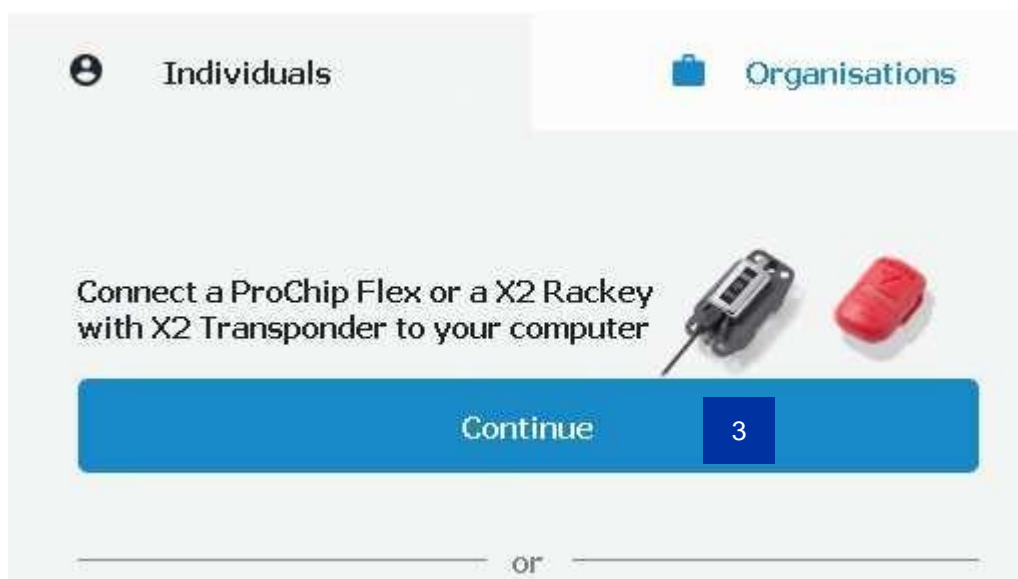 Individuals
Organisations
Connect a ProChip Flex or a X2 Rackey
with X2 Transponder to your computer
Continue
3
or